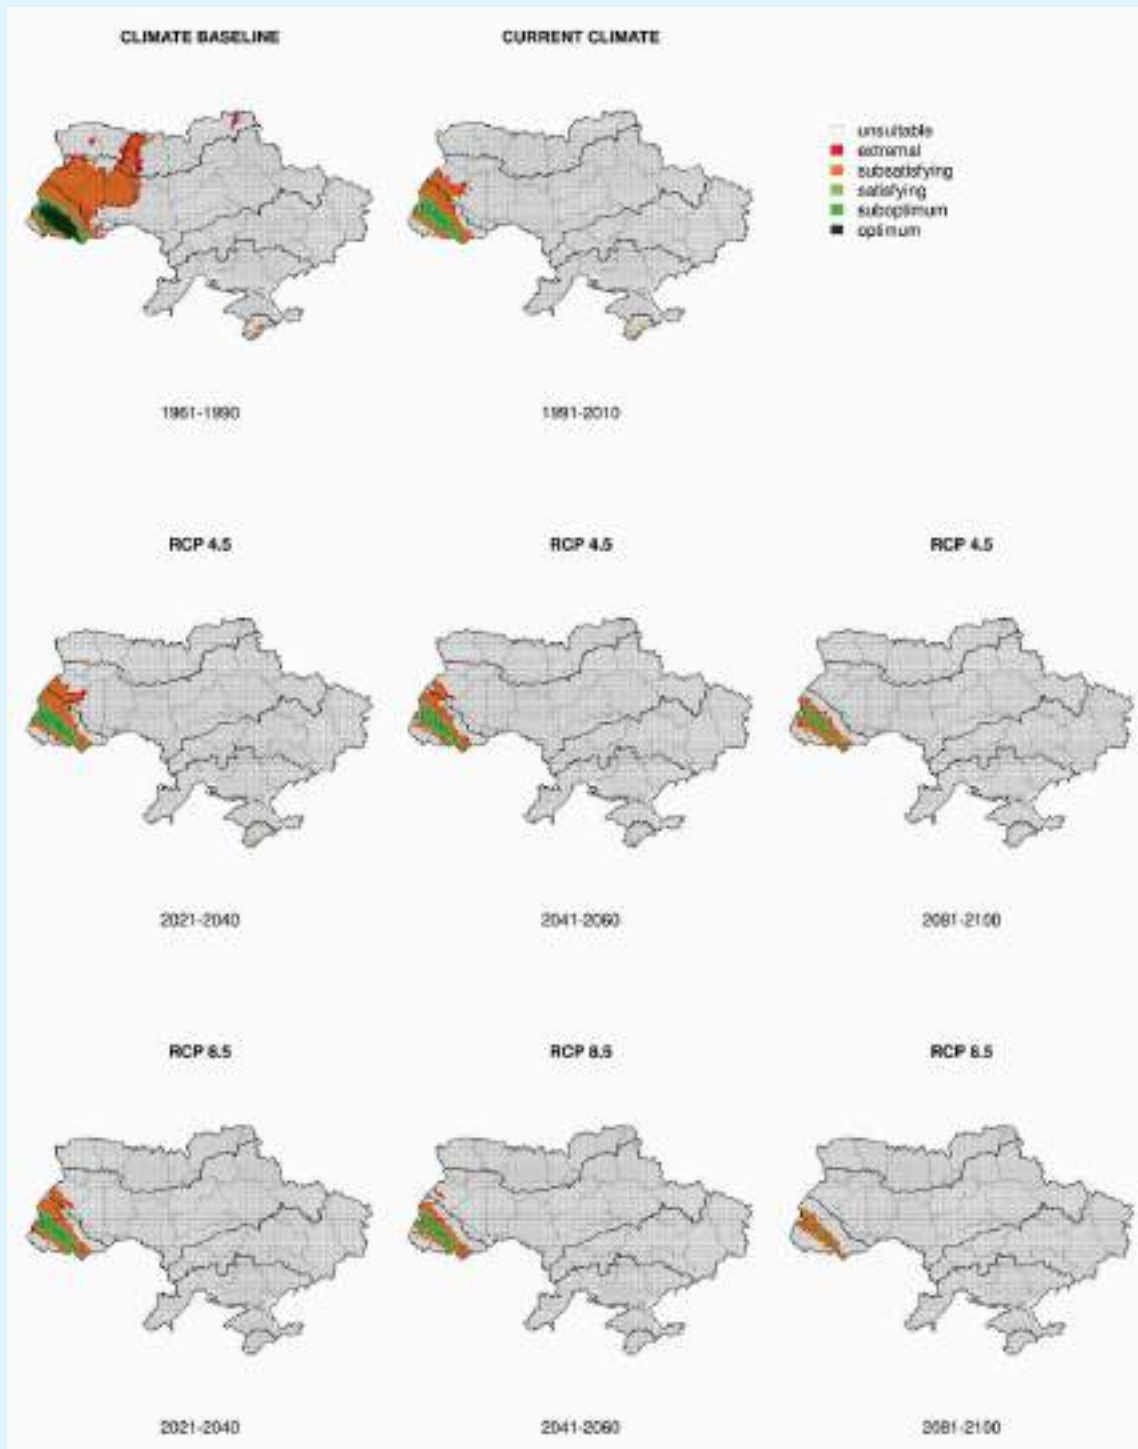 CLIMATE BASELINE
CURRENT CLIMATE
unsuitable
extremal
subsatisfying
satisfying
suboptimum
optimum
1961-1990
1991-2010
RCP 4.5
RCP 4.5
RCP 4.5
2021-2040
2041-2060
2081-2100
RCP 8.5
RCP 8.5
RCP 8.5
2021-2040
2041-2060
2081-2100